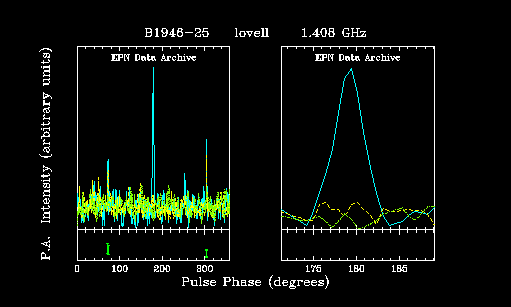 B1946-25 lovell 1.408 GHz
EPN Data Archive EPN Data Archive
P.A. Intensity (arbitrary units)
0 100 200 300 175 180 185
Pulse Phase (degrees)